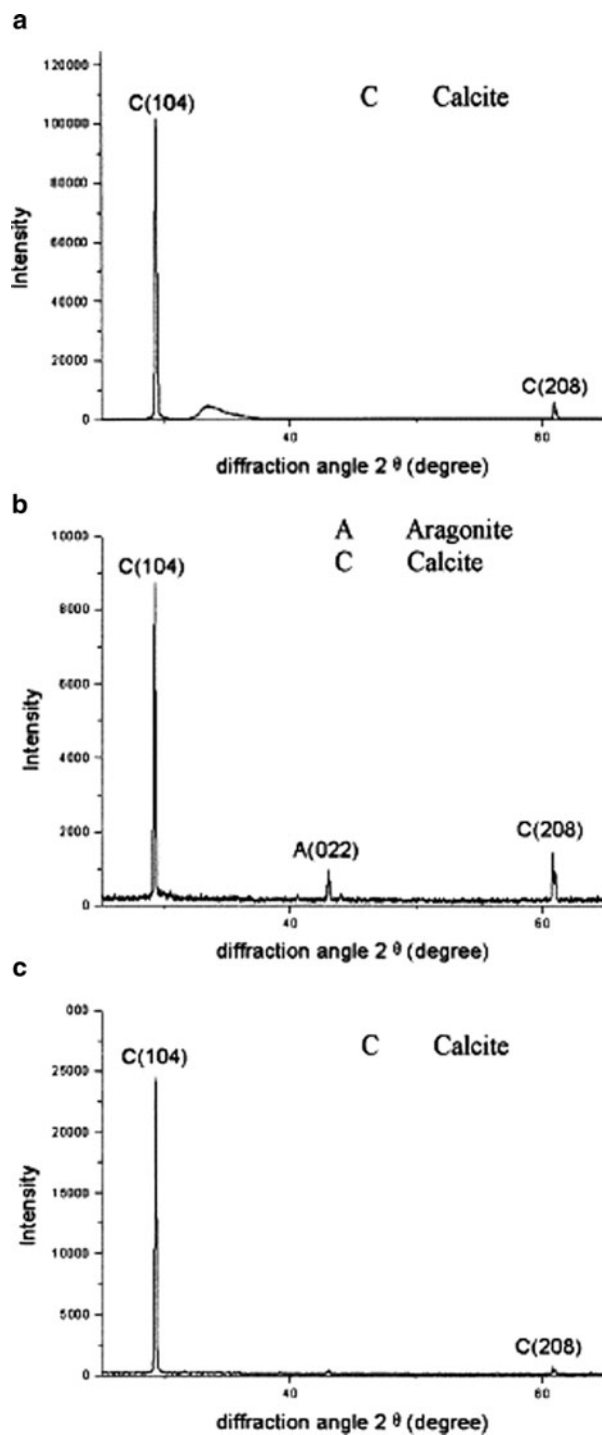 a
120000
C(104)
C Calcite
100000
80000
60000
40000
20000
0
C(208)
Intensity
40
60
diffraction angle 2 θ (degree)
b
A Aragonite
C Calcite
10000
C(104)
8000
6000
4000
2000
0
A(022)
C(208)
Intensity
40
60
diffraction angle 2 θ (degree)
c
000
C(104)
C Calcite
25000
20000
15000
10000
5000
0
C(208)
Intensity
40
60
diffraction angle 2 θ (degree)